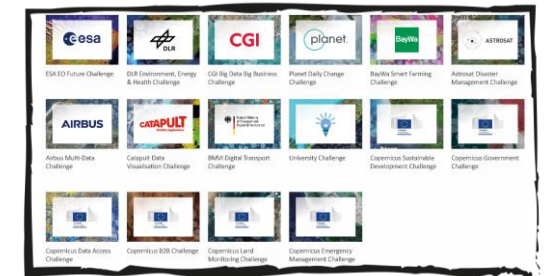 esa
DLR
CGI
planet.
BayWa
ASTROSAT
ESA EO Future Challenge
DLR Environment, Energy
& Health Challenge
CGI Big Data Big Business
Challenge
Planet Daily Change
Challenge
BayWa Smart Farming
Challenge
Astrosat Disaster
Management Challenge
AIRBUS
CATAPULT
Airbus Multi-Data
Challenge
Catapult Data
Visualisation Challenge
BMVI Digital Transport
Challenge
University Challenge
Copernicus Sustainable
Development Challenge
Copernicus Government
Challenge
Copernicus Data Access
Challenge
Copernicus B2B Challenge
Copernicus Land
Monitoring Challenge
Copernicus Emergency
Management Challenge